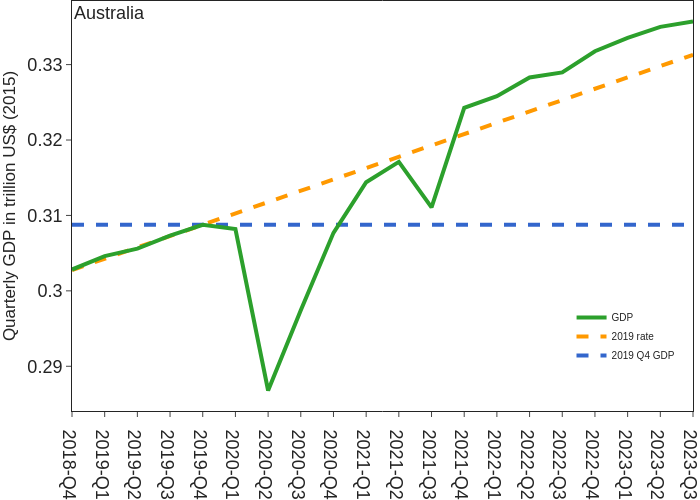 Australia
Quarterly GDP in trillion US$ (2015)
0.33
0.32
0.31
0.3
0.29
GDP
2019 rate
2019 Q4 GDP
2018-Q4
2019-Q1
2019-Q2
2019-Q3
2019-Q4
2020-Q1
2020-Q2
2020-Q3
2020-Q4
2021-Q1
2021-Q2
2021-Q3
2021-Q4
2022-Q1
2022-Q2
2022-Q3
2022-Q4
2023-Q1
2023-Q2
2023-Q3